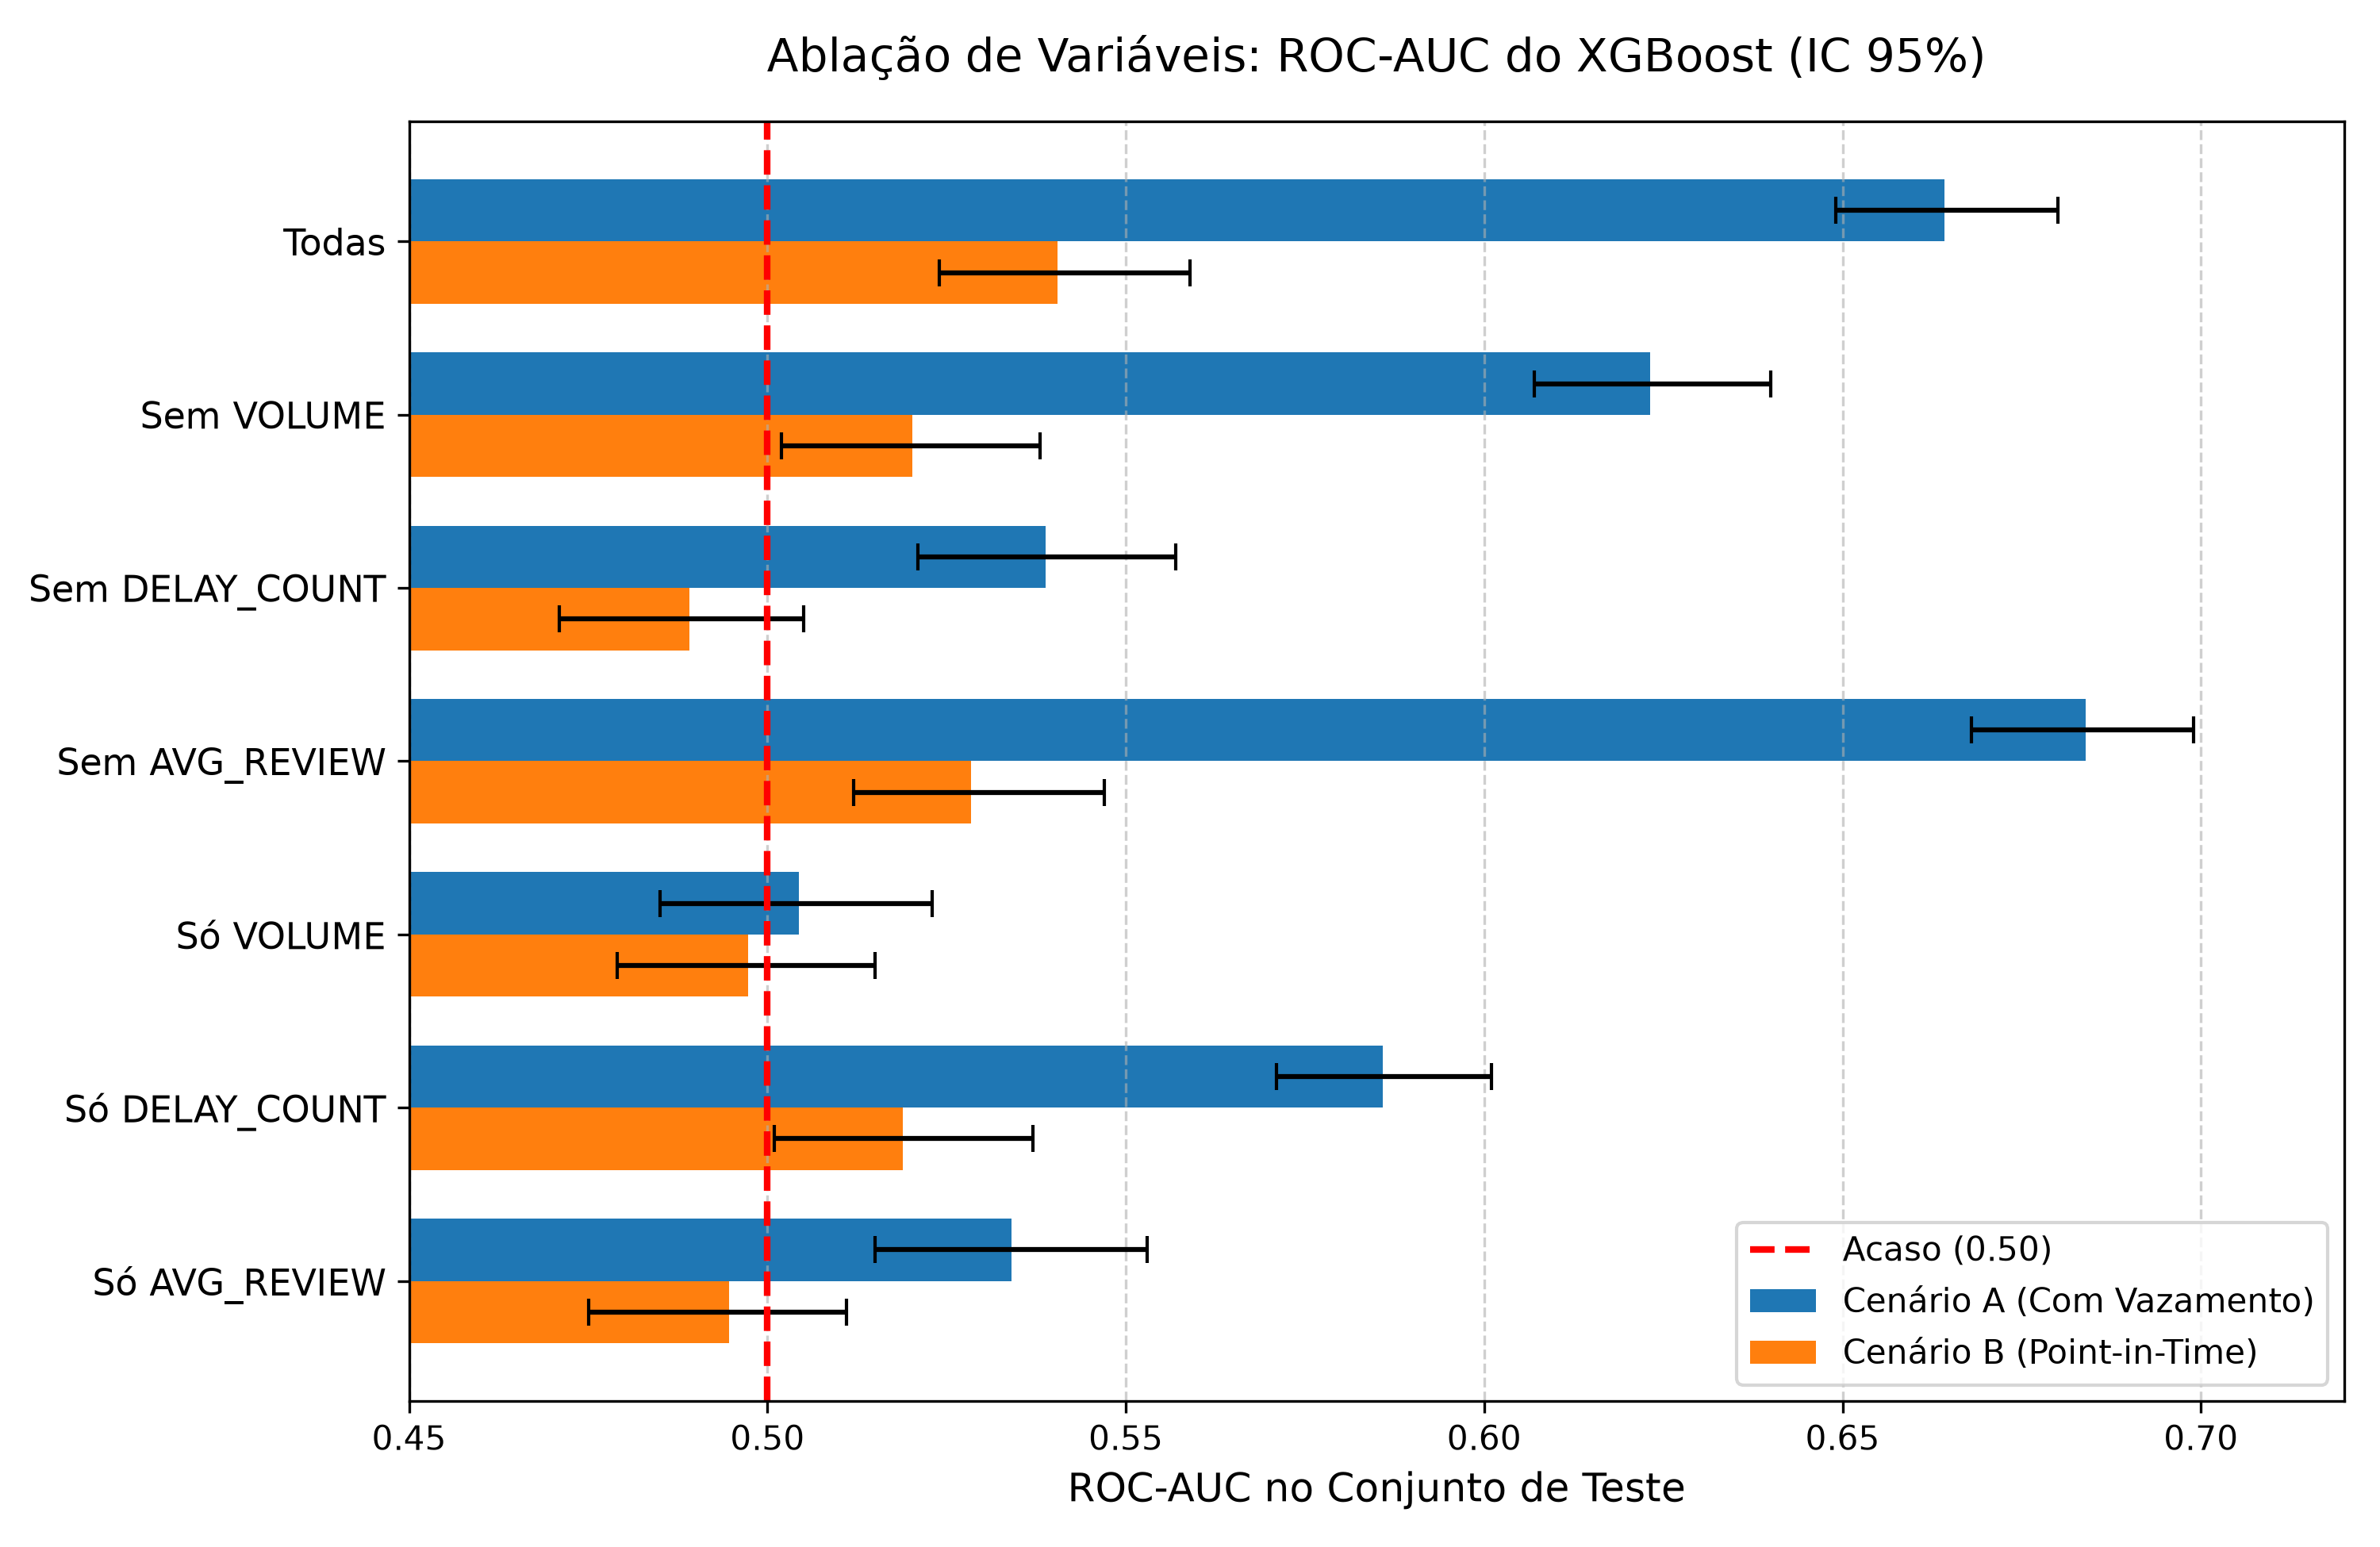 Ablação de Variáveis: ROC-AUC do XGBoost (IC 95%)
Todas
Sem VOLUME
Sem DELAY_COUNT
Sem AVG_REVIEW
Só VOLUME
Só DELAY_COUNT
Só AVG_REVIEW
Acaso (0.50)
Cenário A (Com Vazamento)
Cenário B (Point-in-Time)
0.45 0.50 0.55 0.60 0.65 0.70
ROC-AUC no Conjunto de Teste